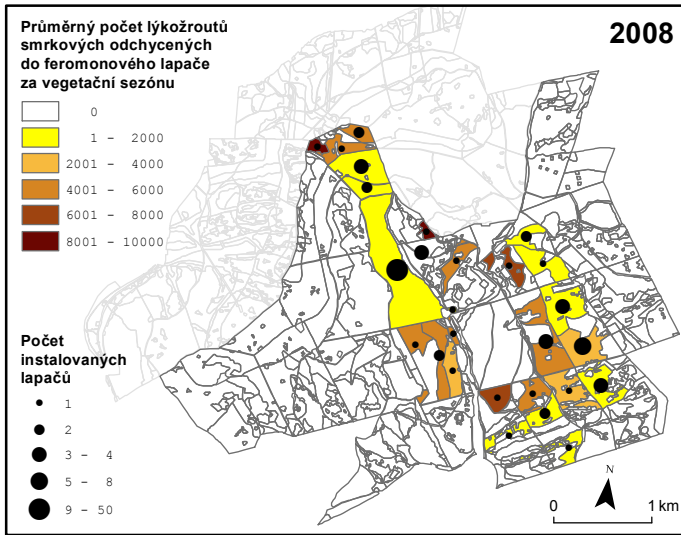 Průměrný počet lýkožroutů
smrkových odchycených
do feromonového lapače
za vegetační sezónu
0
1 - 2000
2001 - 4000
4001 - 6000
6001 - 8000
8001 - 10000
2008
Počet
instalovaných
lapačů
1
2
3 - 4
5 - 8
9 - 50
N
0 1 km